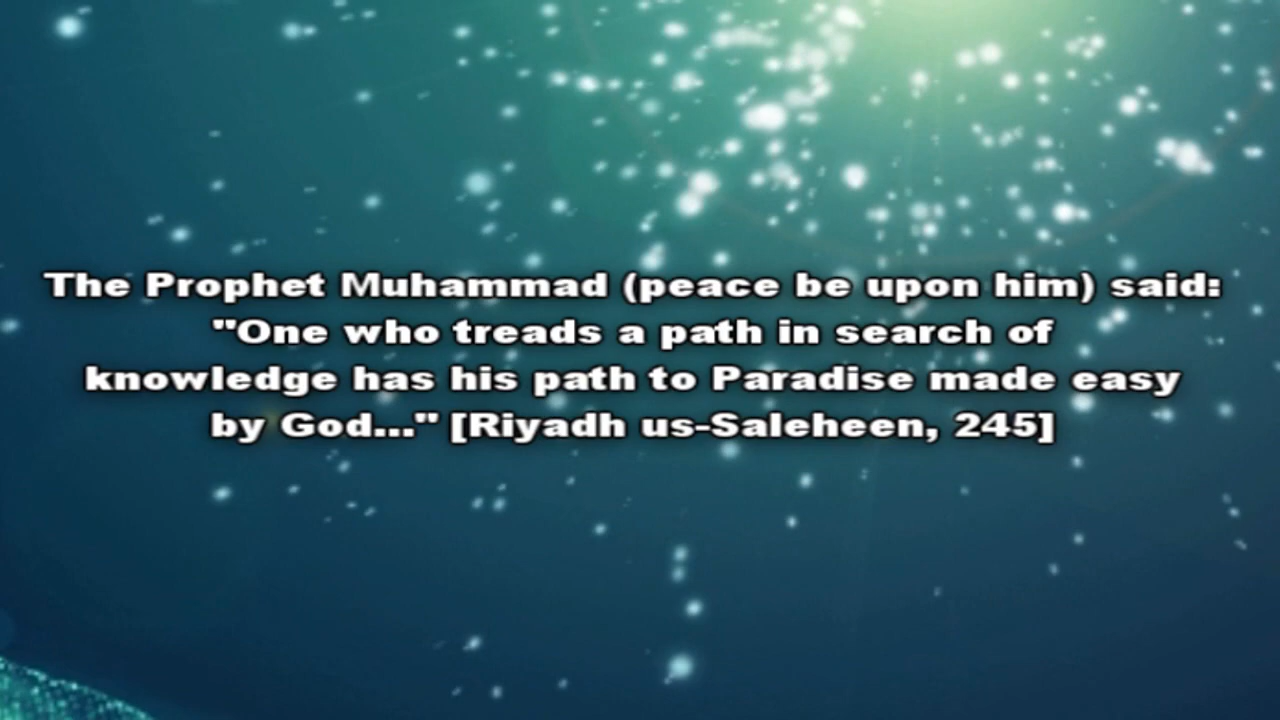 The Prophet Muhammad (peace be upon him) said:
"One who treads a path in search of
knowledge has his path to Paradise made easy
by God..." [Riyadh us-Saleheen, 245]